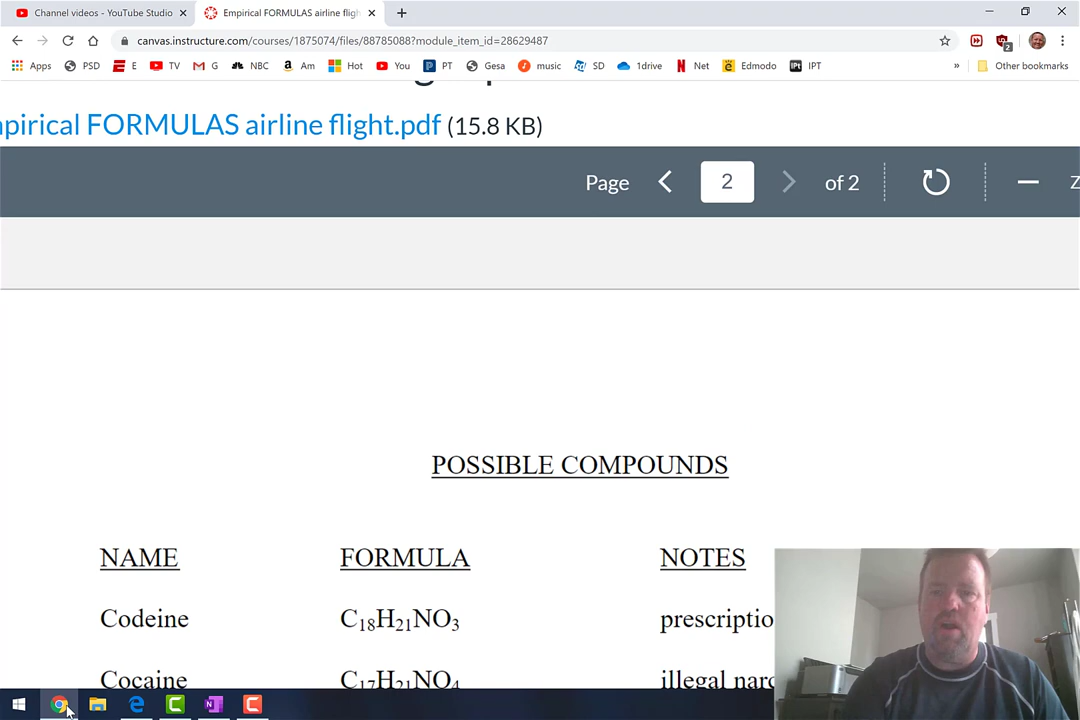 Channel videos - YouTube Studio
Empirical FORMULAS airline fligh
canvas.instructure.com/courses/1875074/files/88785088?module_item_id=28629487
Apps PSD E TV G NBC Am Hot You PT Gesa music SD 1drive Net Edmodo IPT » Other bookmarks
pirical FORMULAS airline flight.pdf (15.8 KB)
Page 2 of 2 Z
POSSIBLE COMPOUNDS
NAME FORMULA NOTES
Codeine C₁₈H₂₁NO₃ prescriptio
Cocaine C₁₇H₂₁NO₄ illegal narc